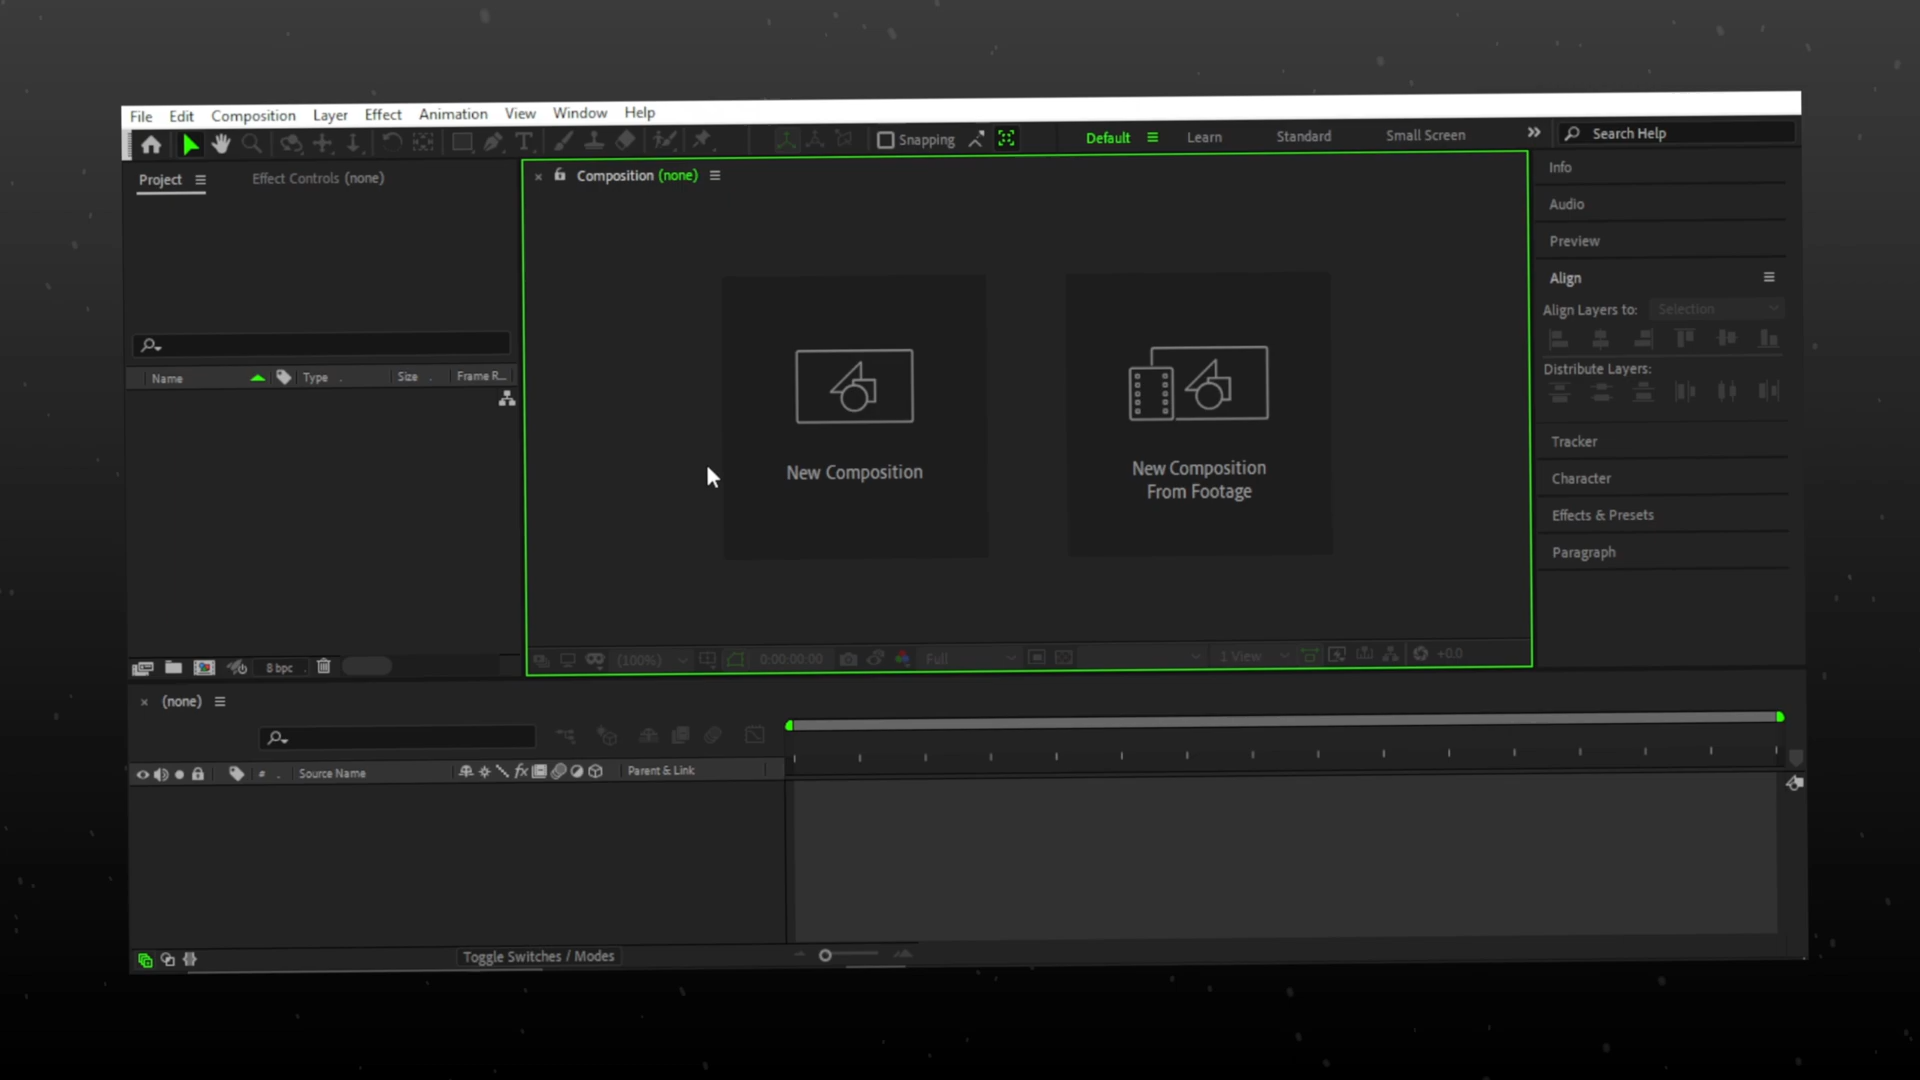 File Edit Composition Layer Effect Animation View Window Help
Snapping Default Learn Standard Small Screen Search Help
Project Effect Controls (none)
Composition (none)
Info
Audio
Preview
Align
Align Layers to: Selection
Distribute Layers:
Tracker
Character
Effects & Presets
Paragraph
Name Type Size Frame R...
New Composition
New Composition
From Footage
8 bpc
(100%) 0:00:00:00 Full 1 View +0.0
(none)
# Source Name fx Parent & Link
Toggle Switches / Modes